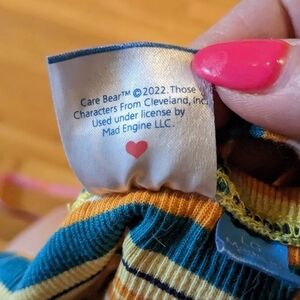 Care Bear™ ©2022. Those
Characters From Cleveland, Inc.
Used under license by
Mad Engine LLC.